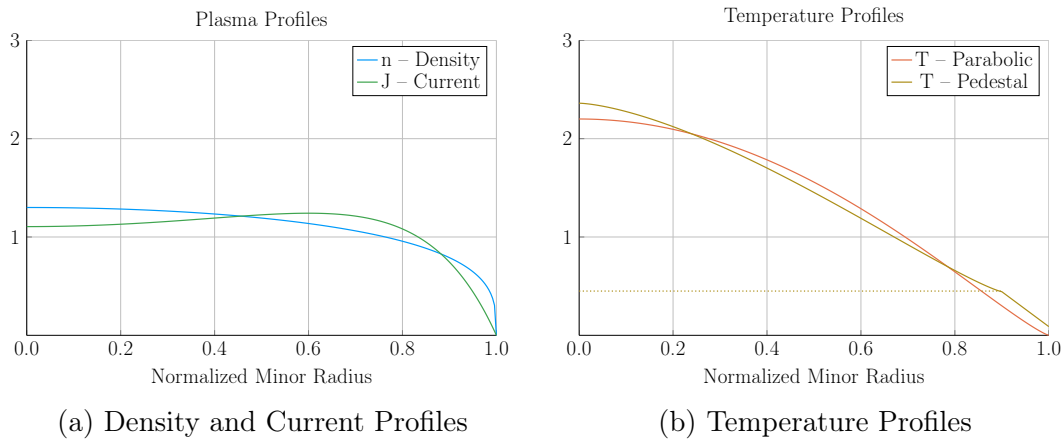 Plasma Profiles
3
2
1
n – Density
J – Current
0.0 0.2 0.4 0.6 0.8 1.0
Normalized Minor Radius
(a) Density and Current Profiles
Temperature Profiles
3
2
1
T – Parabolic
T – Pedestal
0.0 0.2 0.4 0.6 0.8 1.0
Normalized Minor Radius
(b) Temperature Profiles